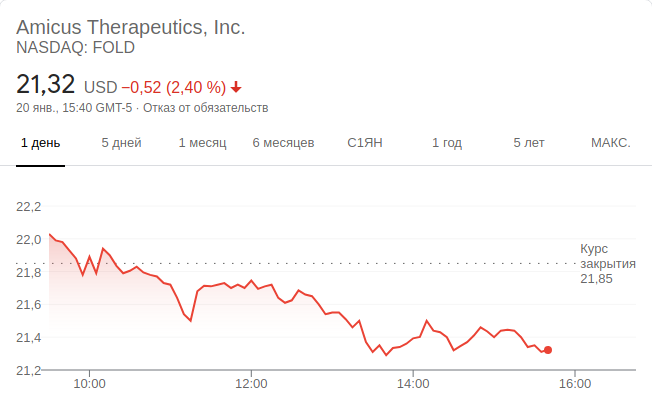 Amicus Therapeutics, Inc.
NASDAQ: FOLD
21,32 USD −0,52 (2,40 %)
20 янв., 15:40 GMT-5 · Отказ от обязательств
1 день 5 дней 1 месяц 6 месяцев С1ЯН 1 год 5 лет МАКС.
22,2
22,0
Курс
закрытия
21,85
21,8
21,6
21,4
21,2
10:00 12:00 14:00 16:00